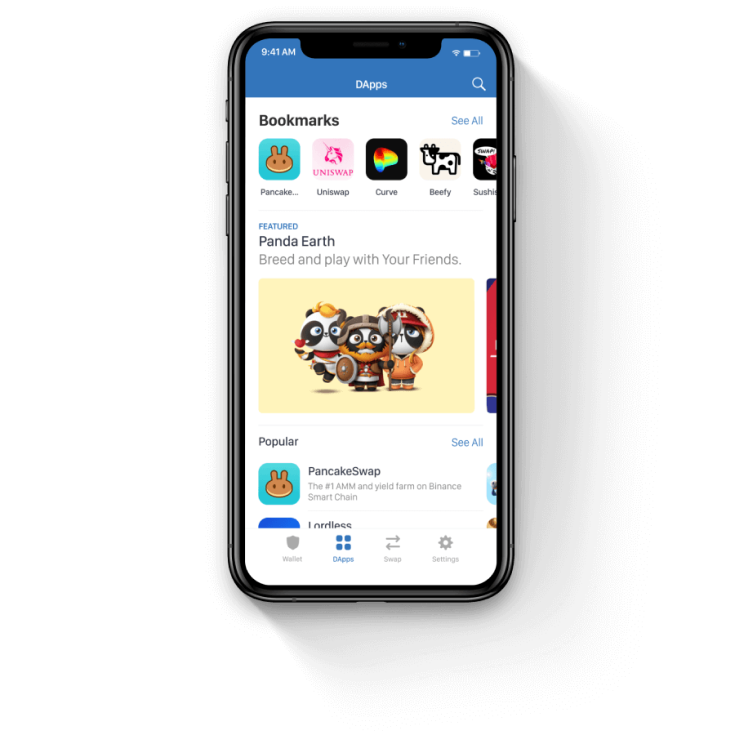 9:41 AM
DApps
Bookmarks
See All
UNISWAP
SWAP!
Pancake...
Uniswap
Curve
Beefy
Sushi
FEATURED
Panda Earth
Breed and play with Your Friends.
Popular
See All
PancakeSwap
The #1 AMM and yield farm on Binance
Smart Chain
Lordless
Wallet
DApps
Swap
Settings